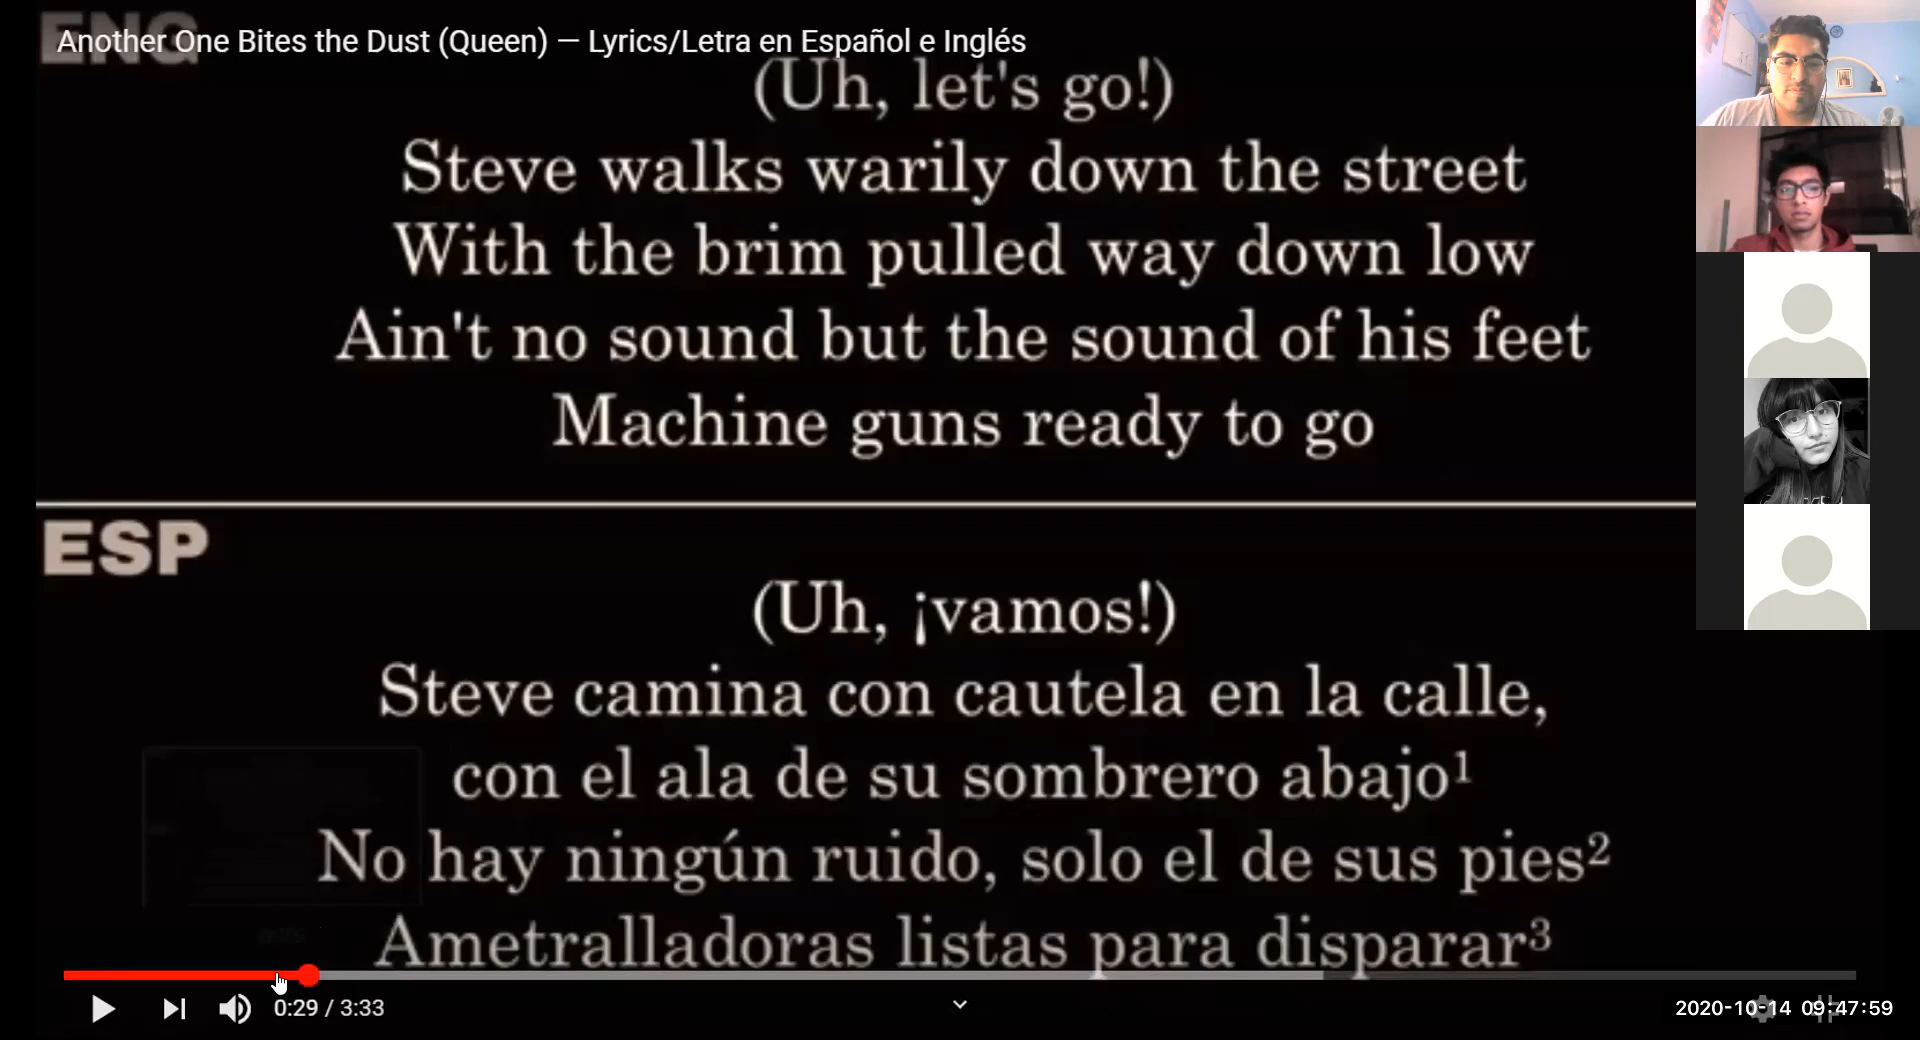 ENG
Another One Bites the Dust (Queen) — Lyrics/Letra en Español e Inglés
(Uh, let's go!)
Steve walks warily down the street
With the brim pulled way down low
Ain't no sound but the sound of his feet
Machine guns ready to go
ESP
(Uh, ¡vamos!)
Steve camina con cautela en la calle,
con el ala de su sombrero abajo¹
No hay ningún ruido, solo el de sus pies²
Ametralladoras listas para disparar³
0:29 / 3:33
2020-10-14 09:47:59